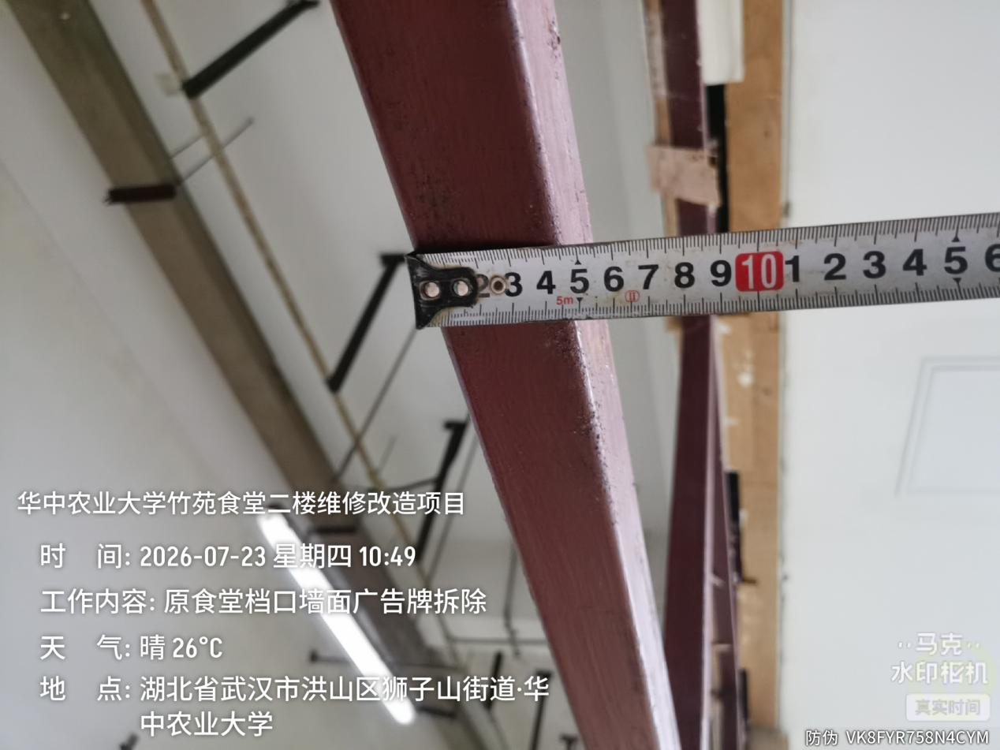 2 3 4 5 6 7 8 9 10 1 2 3 4 5 6
5m
华中农业大学竹苑食堂二楼维修改造项目
时 间: 2026-07-23 星期四 10:49
工作内容: 原食堂档口墙面广告牌拆除
天 气: 晴 26°C
地 点: 湖北省武汉市洪山区狮子山街道·华
中农业大学
马克
水印相机
真实时间
防伪 VK8FYR758N4CYM